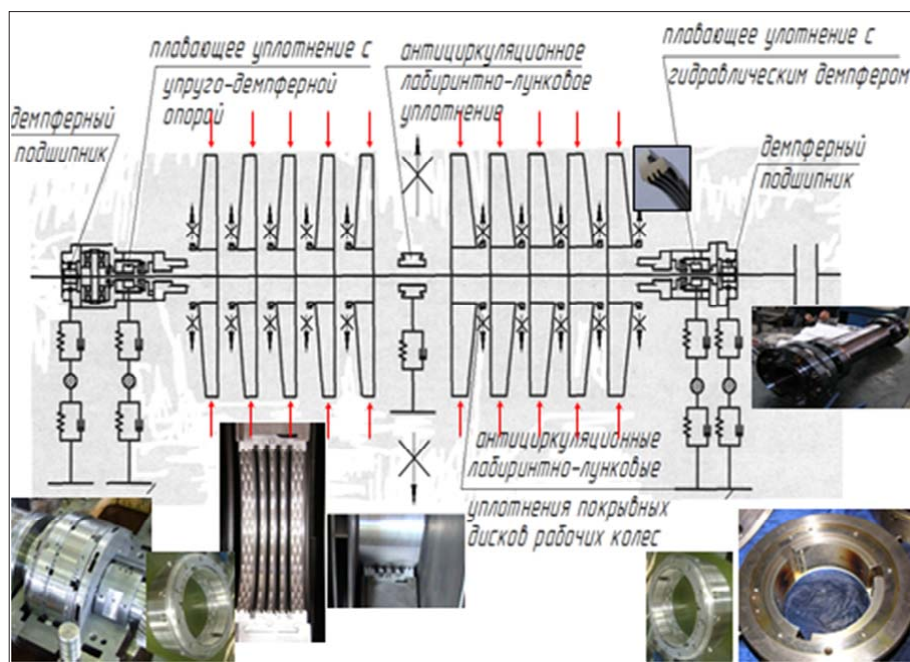 плавающее уплотнение с
упруго-демпферной
опорой
антициркуляционное
лабиринтно-лунковое
уплотнение
плавающее улотнение с
гидравлическим демпфером
демпферный
подшипник
демпферный
подшипник
антициркуляционные
лабиринтно-лунковые
уплотнения покрывных
дисков рабочих колес